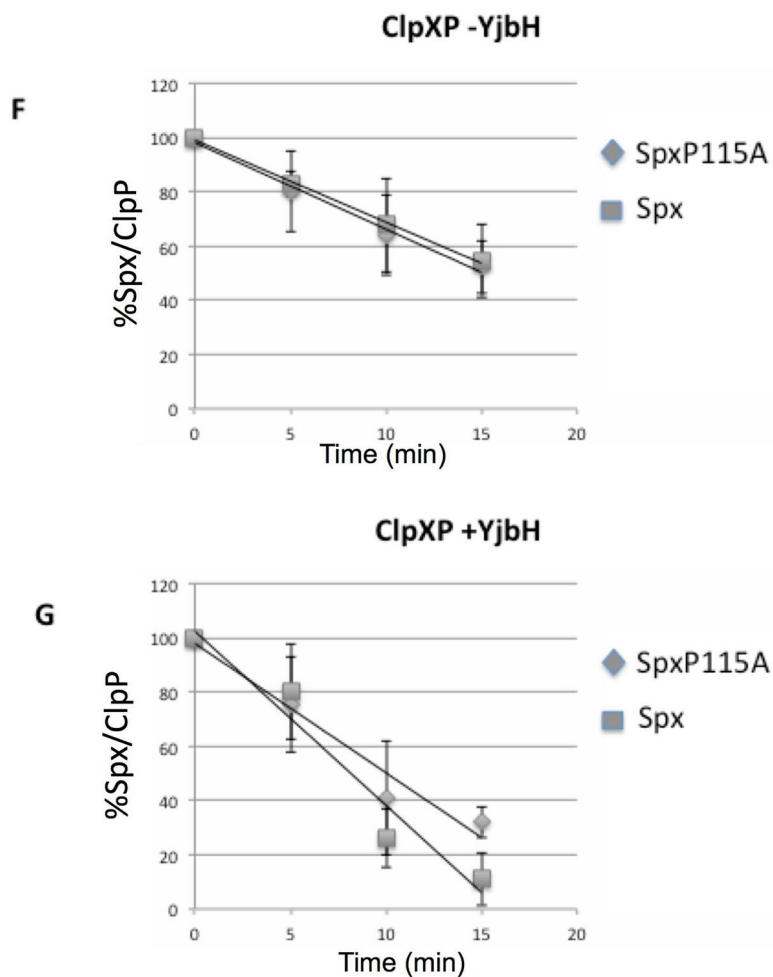 ClpXP -YjbH
F
120
100
80
60
40
20
0
%Spx/ClpP
0 5 10 15 20
Time (min)
SpxP115A
Spx
ClpXP +YjbH
G
120
100
80
60
40
20
0
%Spx/ClpP
0 5 10 15 20
Time (min)
SpxP115A
Spx